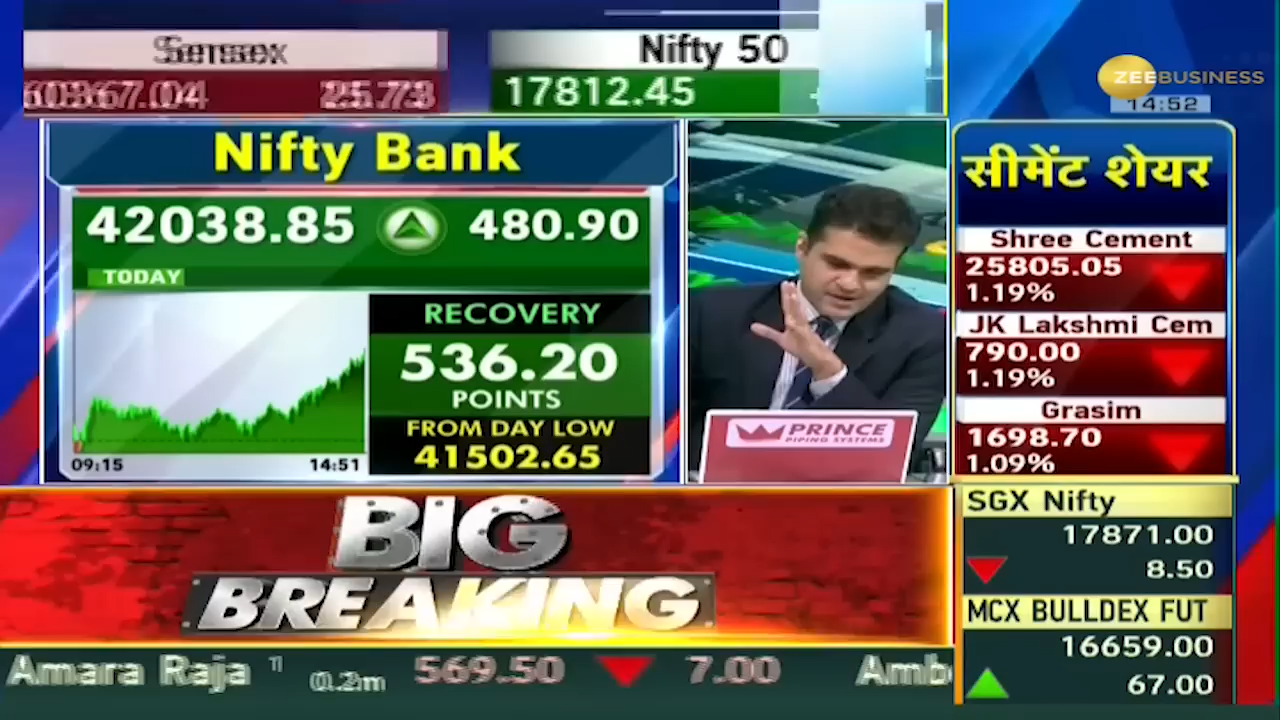 Nifty 50
17812.45
ZEEBUSINESS
14:52
Nifty Bank
42038.85 480.90
TODAY
RECOVERY
536.20
POINTS
FROM DAY LOW
41502.65
09:15 14:51
PRINCE
PIPING SYSTEMS
सीमेंट शेयर
Shree Cement
25805.05
1.19%
JK Lakshmi Cem
790.00
1.19%
Grasim
1698.70
1.09%
SGX Nifty
17871.00
8.50
MCX BULLDEX FUT
16659.00
67.00
BIG
BREAKING
Amara Raja 0.2m 569.50 7.00